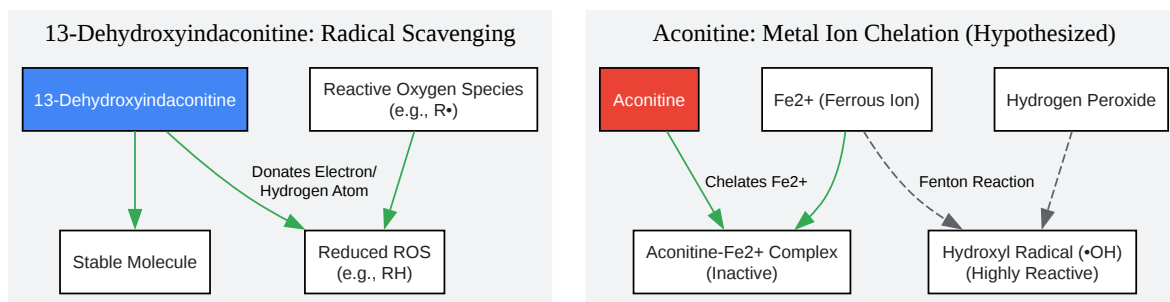 13-Dehydroxyindaconitine: Radical Scavenging
13-Dehydroxyindaconitine
Reactive Oxygen Species
(e.g., R•)
Donates Electron/
Hydrogen Atom
Stable Molecule
Reduced ROS
(e.g., RH)
Aconitine: Metal Ion Chelation (Hypothesized)
Aconitine
Fe2+ (Ferrous Ion)
Hydrogen Peroxide
Chelates Fe2+
Fenton Reaction
Aconitine-Fe2+ Complex
(Inactive)
Hydroxyl Radical (•OH)
(Highly Reactive)